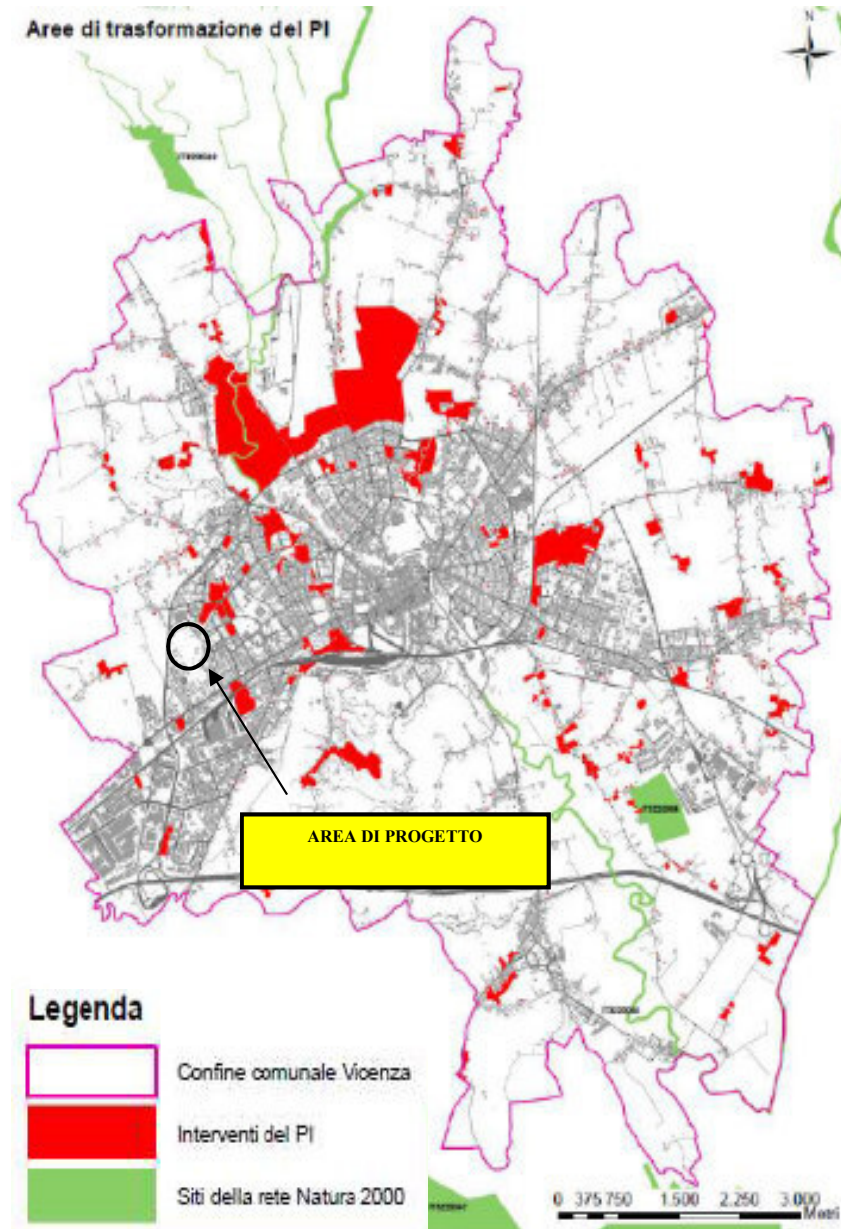 Aree di trasformazione del PI
N
AREA DI PROGETTO
Legenda
Confine comunale Vicenza
Interventi del PI
Siti della rete Natura 2000
0 375 750 1.500 2.250 3.000
Metri